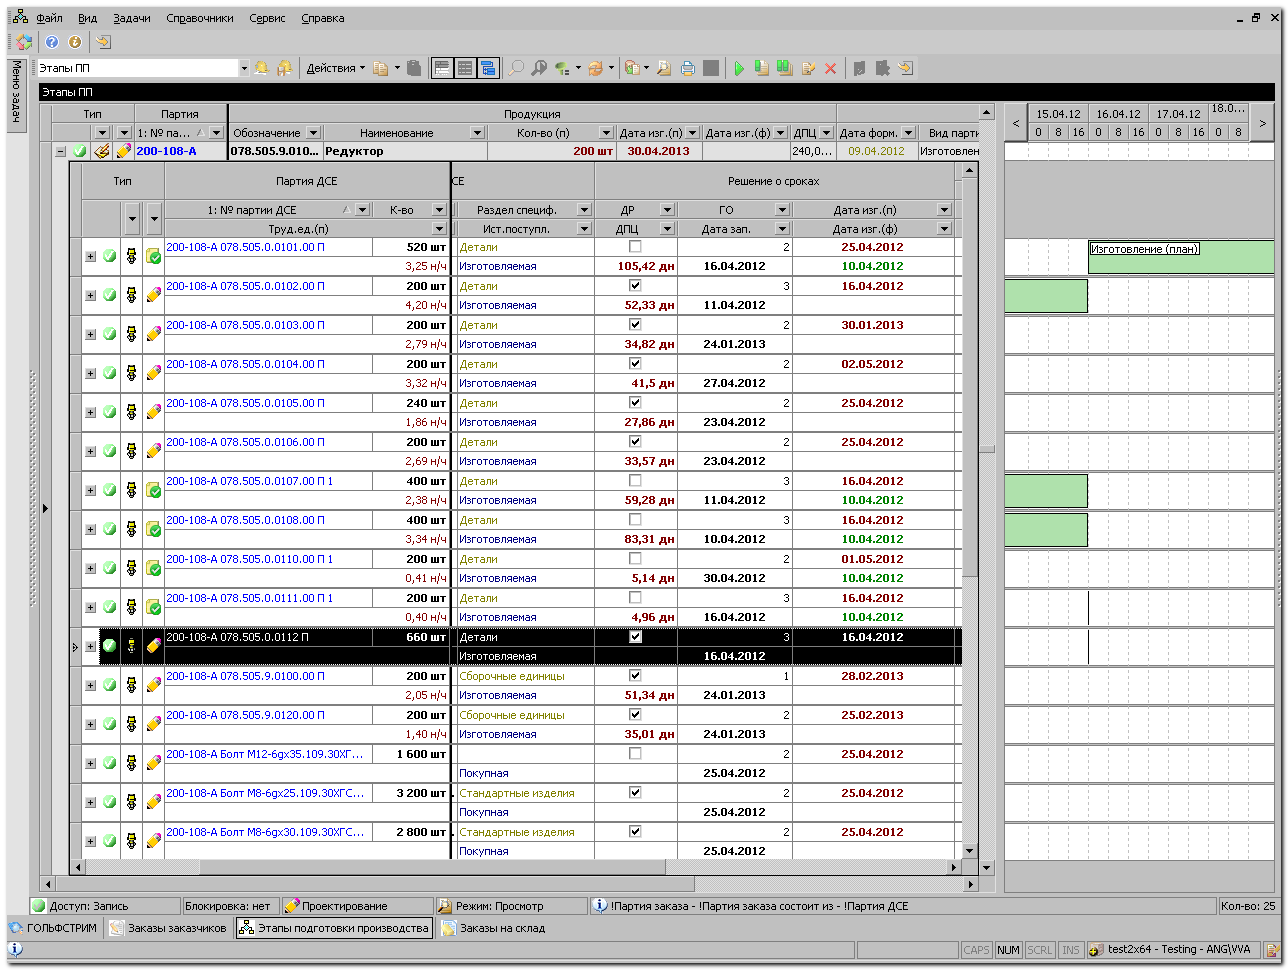 Файл Вид Задачи Справочники Сервис Справка
Меню задач
Этапы ПП
Действия
Этапы ПП
Тип Партия Продукция
1: № па... Обозначение Наименование Кол-во (п) Дата изг.(п) Дата изг.(ф) ДПЦ Дата форм. Вид парти
200-108-А 078.505.9.010... Редуктор 200 шт 30.04.2013 240,0... 09.04.2012 Изготовлен
15.04.12 16.04.12 17.04.12 18.0...
< 0 8 16 0 8 16 0 8 16 0 8 >
Тип Партия ДСЕ СЕ Решение о сроках
1: № партии ДСЕ К-во Раздел специф. ДР ГО Дата изг.(п)
Труд.ед.(п) Ист.поступл. ДПЦ Дата зап. Дата изг.(ф)
200-108-А 078.505.0.0101.00 П 520 шт Детали 2 25.04.2012 Изготовление (план)
3,25 н/ч Изготовляемая 105,42 дн 16.04.2012 10.04.2012
200-108-А 078.505.0.0102.00 П 200 шт Детали 3 16.04.2012
4,20 н/ч Изготовляемая 52,33 дн 11.04.2012
200-108-А 078.505.0.0103.00 П 200 шт Детали 2 30.01.2013
2,79 н/ч Изготовляемая 34,82 дн 24.01.2013
200-108-А 078.505.0.0104.00 П 200 шт Детали 2 02.05.2012
3,32 н/ч Изготовляемая 41,5 дн 27.04.2012
200-108-А 078.505.0.0105.00 П 240 шт Детали 2 25.04.2012
1,86 н/ч Изготовляемая 27,86 дн 23.04.2012
200-108-А 078.505.0.0106.00 П 200 шт Детали 2 25.04.2012
2,69 н/ч Изготовляемая 33,57 дн 23.04.2012
200-108-А 078.505.0.0107.00 П 1 400 шт Детали 3 16.04.2012
2,38 н/ч Изготовляемая 59,28 дн 11.04.2012 10.04.2012
200-108-А 078.505.0.0108.00 П 400 шт Детали 3 16.04.2012
3,34 н/ч Изготовляемая 83,31 дн 10.04.2012 10.04.2012
200-108-А 078.505.0.0110.00 П 1 200 шт Детали 2 01.05.2012
0,41 н/ч Изготовляемая 5,14 дн 30.04.2012 10.04.2012
200-108-А 078.505.0.0111.00 П 1 200 шт Детали 3 16.04.2012
0,40 н/ч Изготовляемая 4,96 дн 16.04.2012 10.04.2012
200-108-А 078.505.0.0112 П 660 шт Детали 3 16.04.2012
Изготовляемая 16.04.2012
200-108-А 078.505.9.0100.00 П 200 шт Сборочные единицы 1 28.02.2013
2,05 н/ч Изготовляемая 51,34 дн 24.01.2013
200-108-А 078.505.9.0120.00 П 200 шт Сборочные единицы 2 25.02.2013
1,40 н/ч Изготовляемая 35,01 дн 24.01.2013
200-108-А Болт М12-6gx35.109.30ХГ... 1 600 шт 2 25.04.2012
Покупная 25.04.2012
200-108-А Болт М8-6gx25.109.30ХГС... 3 200 шт Стандартные изделия 2 25.04.2012
Покупная 25.04.2012
200-108-А Болт М8-6gx30.109.30ХГС... 2 800 шт Стандартные изделия 2 25.04.2012
Покупная 25.04.2012
Доступ: Запись Блокировка: нет Проектирование Режим: Просмотр !Партия заказа - !Партия заказа состоит из - !Партия ДСЕ Кол-во: 25
ГОЛЬФСТРИМ Заказы заказчиков Этапы подготовки производства Заказы на склад
CAPS NUM SCRL INS test2x64 - Testing - ANG\VVA